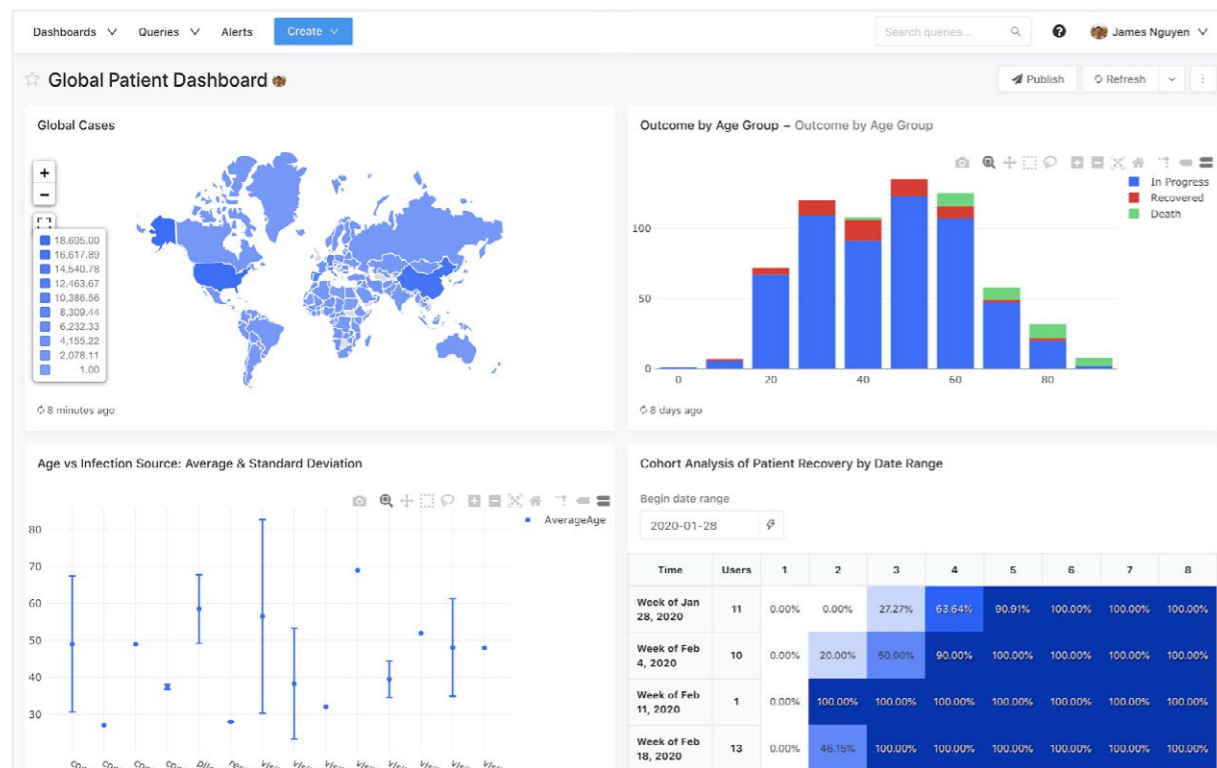 Dashboards Queries Alerts Create Search queries... James Nguyen
Global Patient Dashboard
Publish Refresh
Global Cases
+
−
18,695.00
16,617.89
14,540.78
12,463.67
10,386.56
8,309.44
6,232.33
4,155.22
2,078.11
1.00
8 minutes ago
Outcome by Age Group – Outcome by Age Group
In Progress
Recovered
Death
100
50
0
0 20 40 60 80
8 days ago
Age vs Infection Source: Average & Standard Deviation
AverageAge
80
70
60
50
40
30
Cohort Analysis of Patient Recovery by Date Range
Begin date range
2020-01-28
Time Users 1 2 3 4 5 6 7 8
Week of Jan
28, 2020
11 0.00% 0.00% 27.27% 63.64% 90.91% 100.00% 100.00% 100.00%
Week of Feb
4, 2020
10 0.00% 20.00% 50.00% 90.00% 100.00% 100.00% 100.00% 100.00%
Week of Feb
11, 2020
1 0.00% 100.00% 100.00% 100.00% 100.00% 100.00% 100.00% 100.00%
Week of Feb
18, 2020
13 0.00% 46.15% 100.00% 100.00% 100.00% 100.00% 100.00% 100.00%